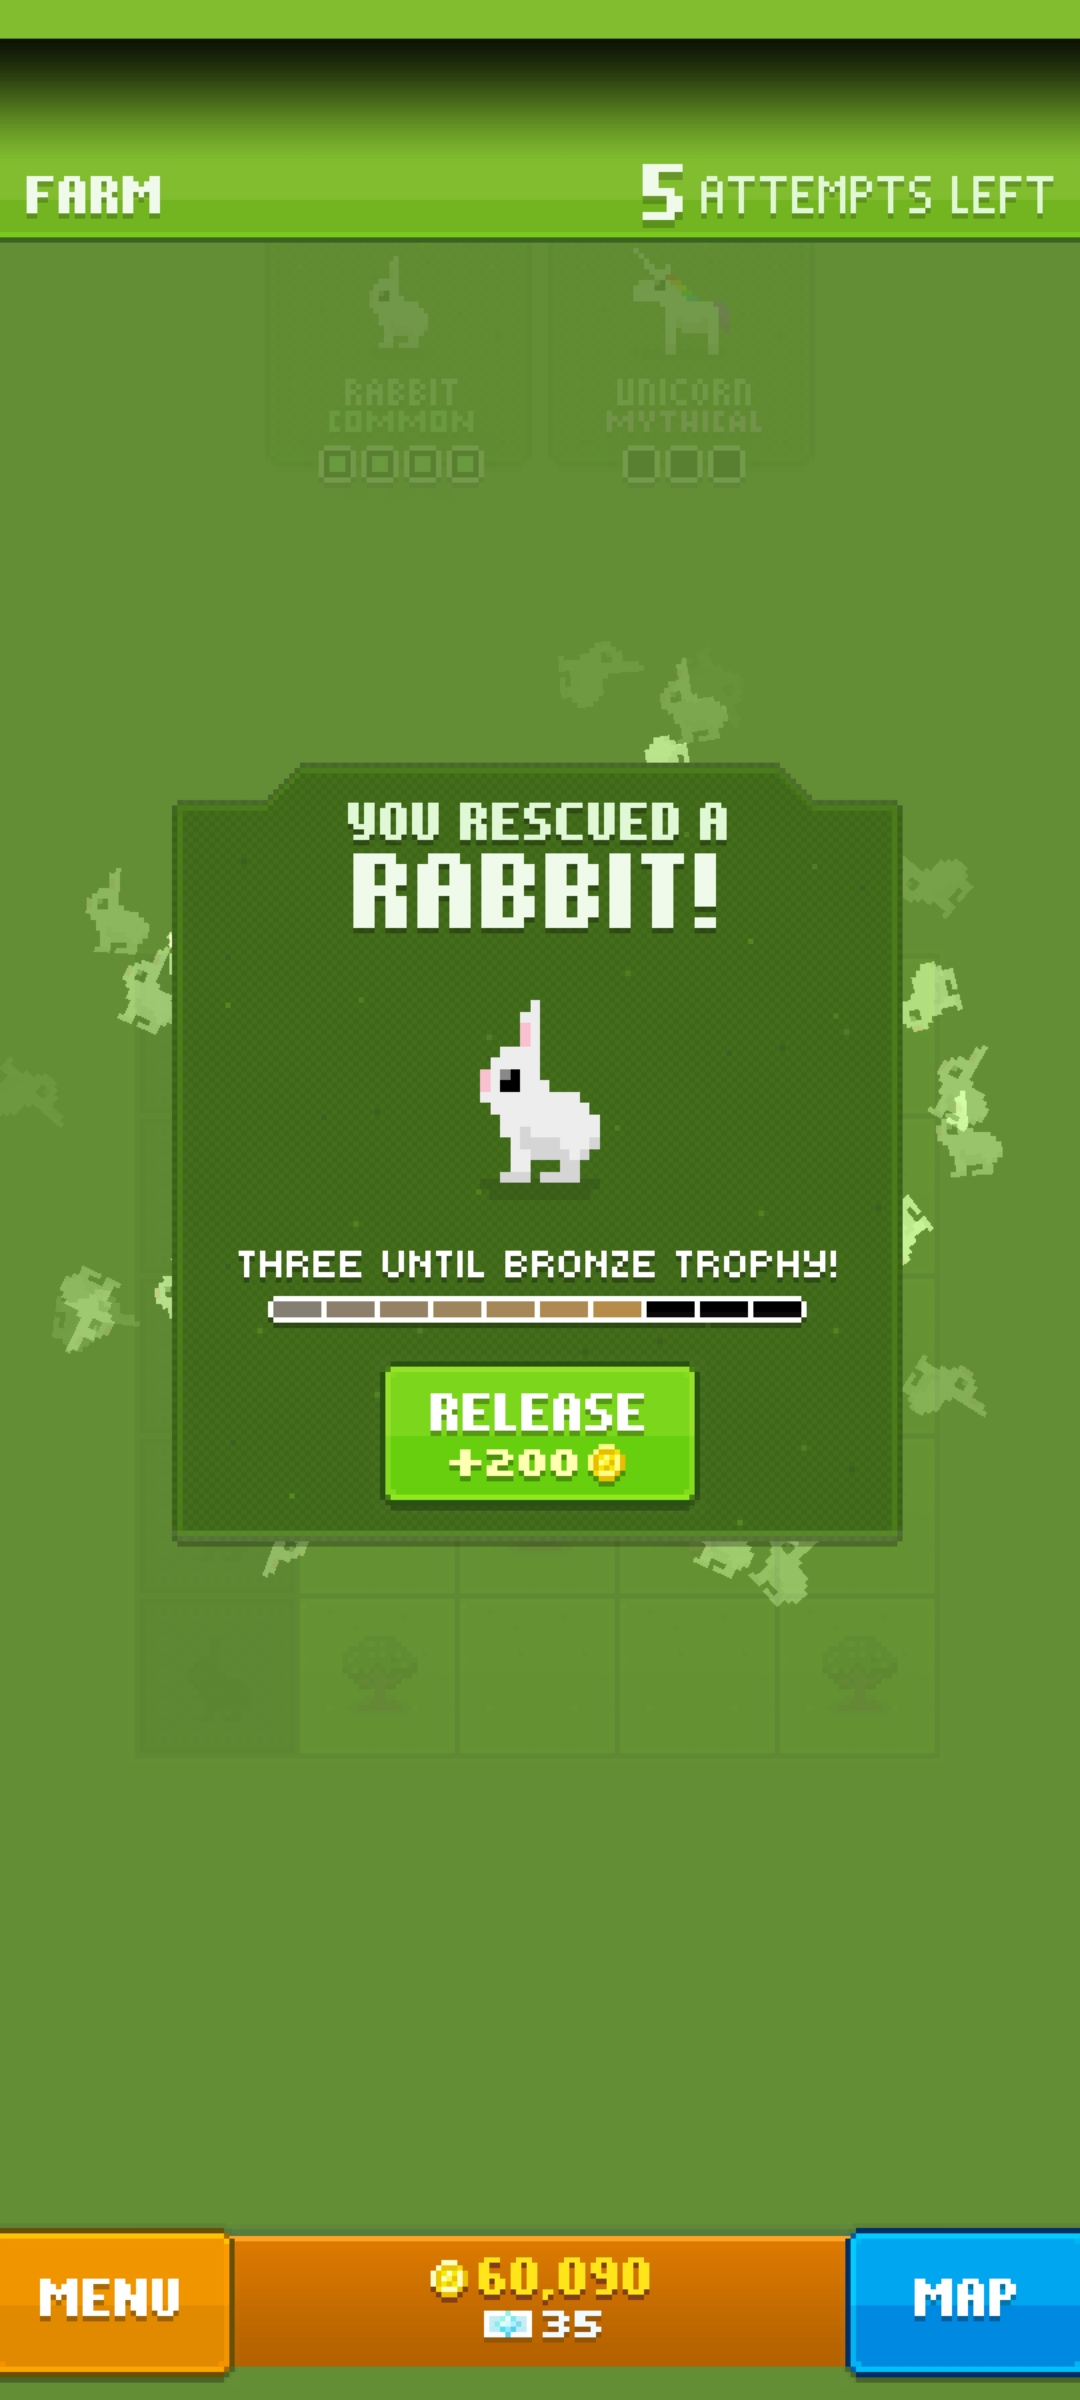 FARM
5 ATTEMPTS LEFT
RABBIT
COMMON
UNICORN
MYTHICAL
YOU RESCUED A
RABBIT!
THREE UNTIL BRONZE TROPHY!
RELEASE
+200
MENU
60,090
35
MAP